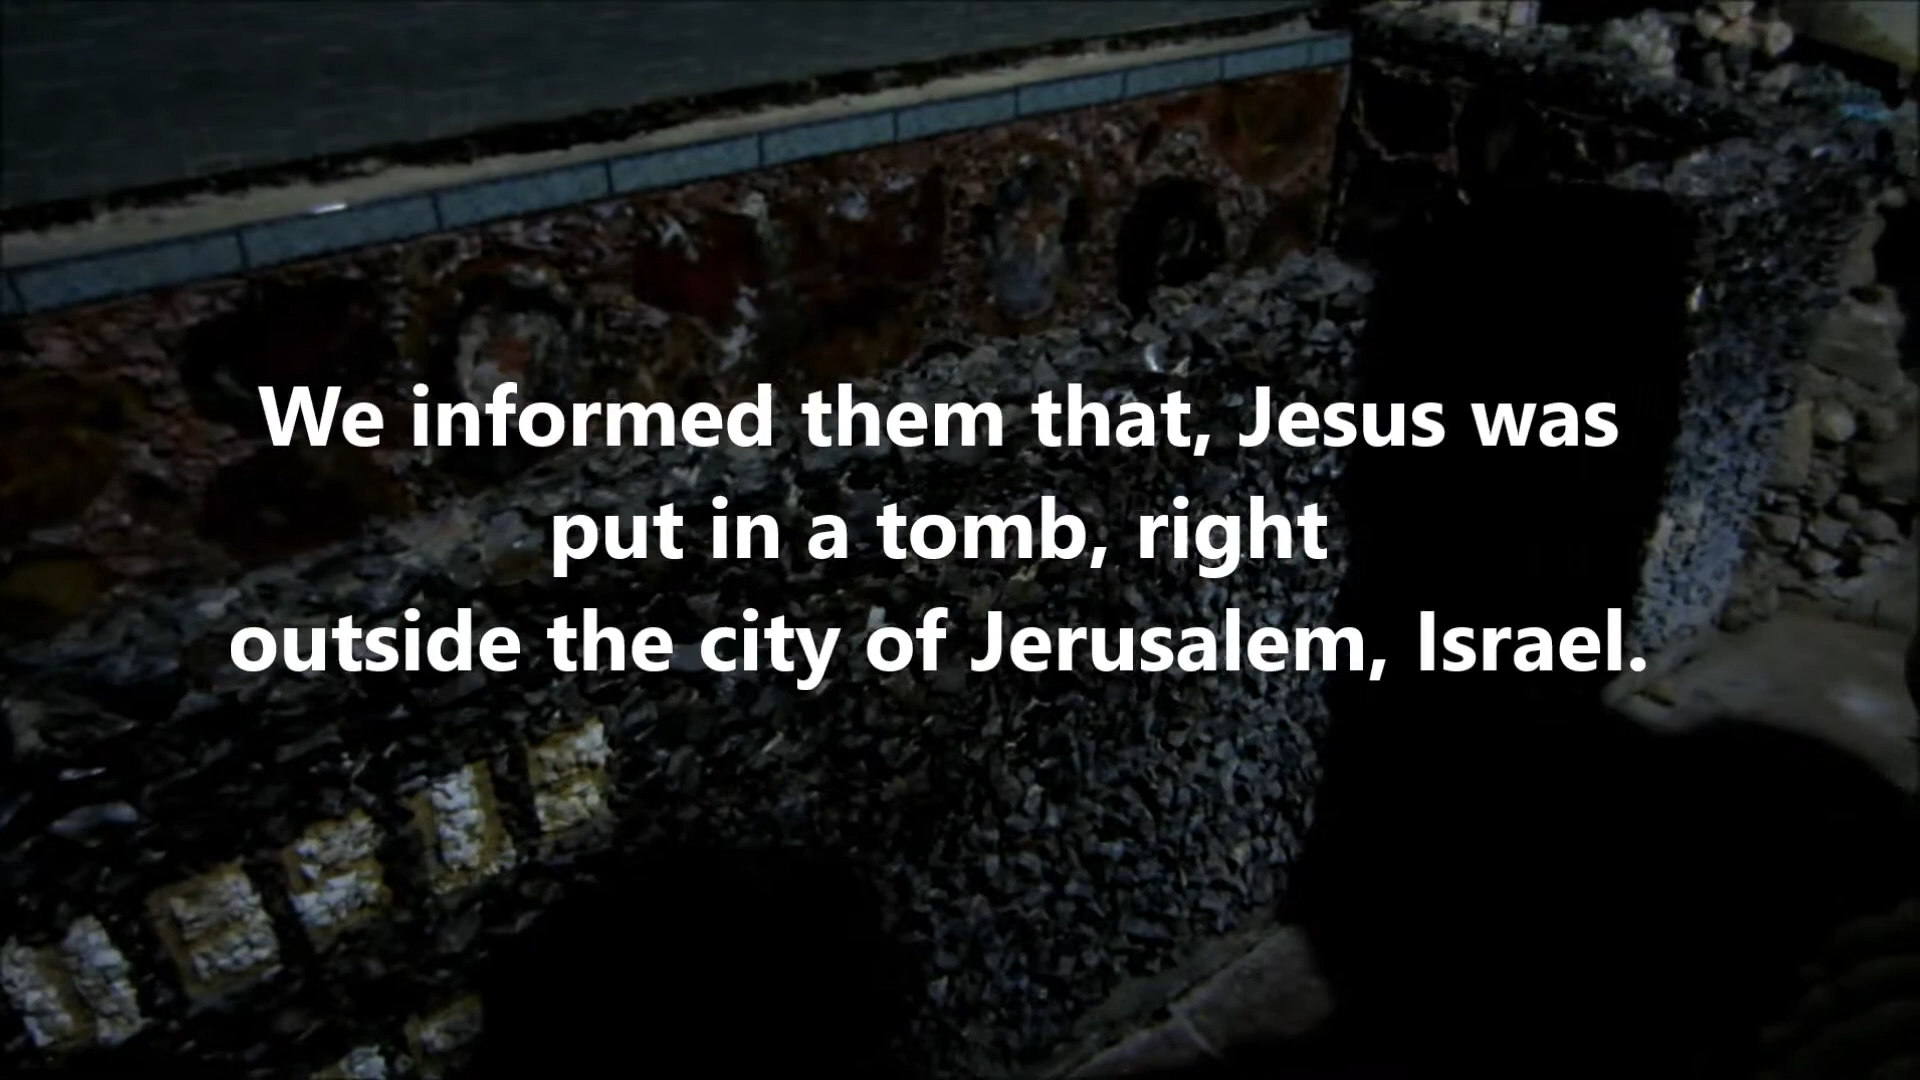 We informed them that, Jesus was
put in a tomb, right
outside the city of Jerusalem, Israel.